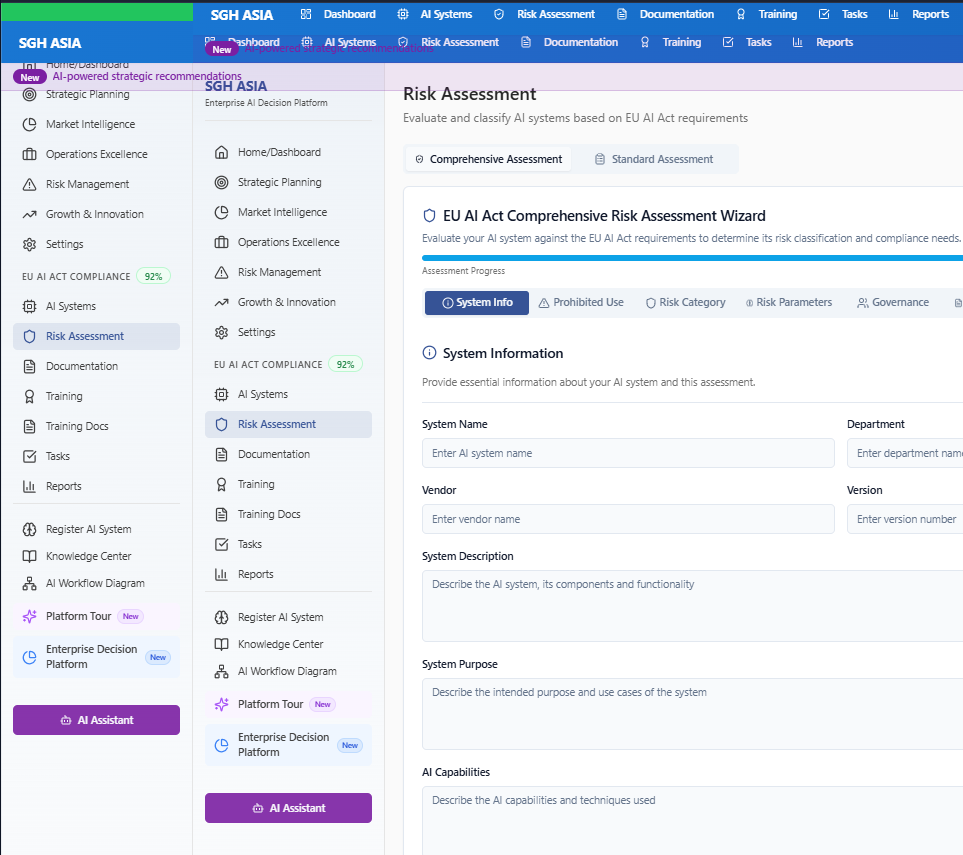 SGH ASIA Dashboard AI Systems Risk Assessment Documentation Training Tasks Reports
SGH ASIA
Dashboard AI Systems Risk Assessment Documentation Training Tasks Reports
New AI-powered strategic recommendations
Home/Dashboard
New AI-powered strategic recommendations
Strategic Planning
Market Intelligence
Operations Excellence
Risk Management
Growth & Innovation
Settings
EU AI ACT COMPLIANCE 92%
AI Systems
Risk Assessment
Documentation
Training
Training Docs
Tasks
Reports
Register AI System
Knowledge Center
AI Workflow Diagram
Platform Tour New
Enterprise Decision
Platform New
AI Assistant
SGH ASIA
Enterprise AI Decision Platform
Home/Dashboard
Strategic Planning
Market Intelligence
Operations Excellence
Risk Management
Growth & Innovation
Settings
EU AI ACT COMPLIANCE 92%
AI Systems
Risk Assessment
Documentation
Training
Training Docs
Tasks
Reports
Register AI System
Knowledge Center
AI Workflow Diagram
Platform Tour New
Enterprise Decision
Platform New
AI Assistant
Risk Assessment
Evaluate and classify AI systems based on EU AI Act requirements
Comprehensive Assessment Standard Assessment
EU AI Act Comprehensive Risk Assessment Wizard
Evaluate your AI system against the EU AI Act requirements to determine its risk classification and compliance needs.
Assessment Progress
System Info Prohibited Use Risk Category Risk Parameters Governance
System Information
Provide essential information about your AI system and this assessment.
System Name Department
Enter AI system name Enter department name
Vendor Version
Enter vendor name Enter version number
System Description
Describe the AI system, its components and functionality
System Purpose
Describe the intended purpose and use cases of the system
AI Capabilities
Describe the AI capabilities and techniques used